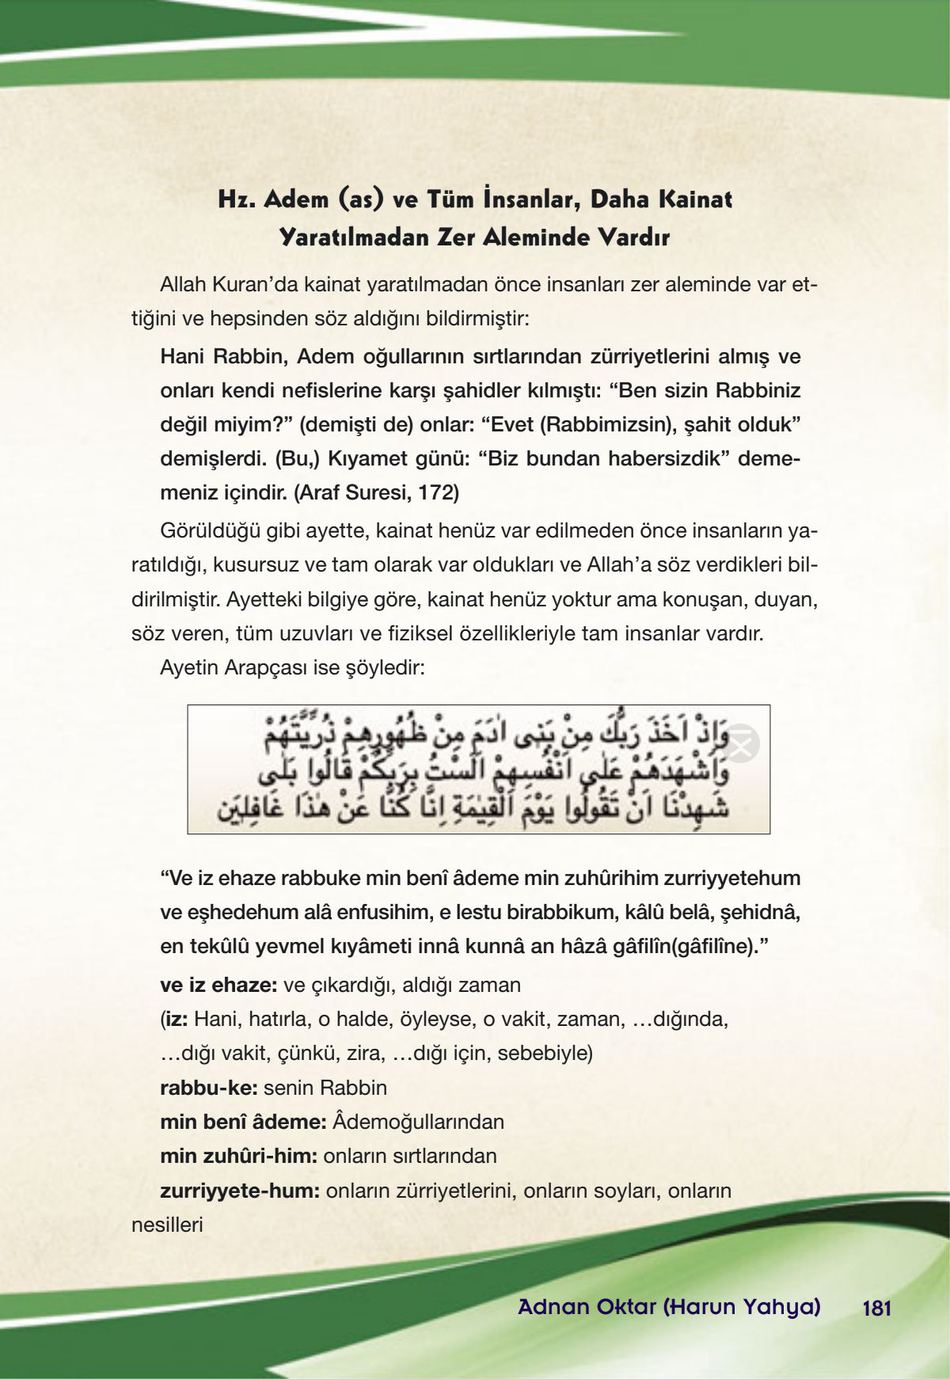 Hz. Adem (as) ve Tüm İnsanlar, Daha Kainat
Yaratılmadan Zer Aleminde Vardır
Allah Kuran’da kainat yaratılmadan önce insanları zer aleminde var et-
tiğini ve hepsinden söz aldığını bildirmiştir:
Hani Rabbin, Adem oğullarının sırtlarından zürriyetlerini almış ve
onları kendi nefislerine karşı şahidler kılmıştı: “Ben sizin Rabbiniz
değil miyim?” (demişti de) onlar: “Evet (Rabbimizsin), şahit olduk”
demişlerdi. (Bu,) Kıyamet günü: “Biz bundan habersizdik” deme-
meniz içindir. (Araf Suresi, 172)
Görüldüğü gibi ayette, kainat henüz var edilmeden önce insanların ya-
ratıldığı, kusursuz ve tam olarak var oldukları ve Allah’a söz verdikleri bil-
dirilmiştir. Ayetteki bilgiye göre, kainat henüz yoktur ama konuşan, duyan,
söz veren, tüm uzuvları ve fiziksel özellikleriyle tam insanlar vardır.
Ayetin Arapçası ise şöyledir:
وَاِذْ اَخَذَ رَبُّكَ مِنْ بَنِى اٰدَمَ مِنْ ظُهُورِهِمْ ذُرِّيَّتَهُمْ
وَاَشْهَدَهُمْ عَلٰى اَنْفُسِهِمْ اَلَسْتُ بِرَبِّكُمْ قَالُوا بَلٰى
شَهِدْنَا اَنْ تَقُولُوا يَوْمَ الْقِيٰمَةِ اِنَّا كُنَّا عَنْ هٰذَا غَافِلِينَ
“Ve iz ehaze rabbuke min benî âdeme min zuhûrihim zurriyyetehum
ve eşhedehum alâ enfusihim, e lestu birabbikum, kâlû belâ, şehidnâ,
en tekûlû yevmel kıyâmeti innâ kunnâ an hâzâ gâfilîn(gâfilîne).”
ve iz ehaze: ve çıkardığı, aldığı zaman
(iz: Hani, hatırla, o halde, öyleyse, o vakit, zaman, …dığında,
…dığı vakit, çünkü, zira, …dığı için, sebebiyle)
rabbu-ke: senin Rabbin
min benî âdeme: Âdemoğullarından
min zuhûri-him: onların sırtlarından
zurriyyete-hum: onların zürriyetlerini, onların soyları, onların
nesilleri
Adnan Oktar (Harun Yahya) 181